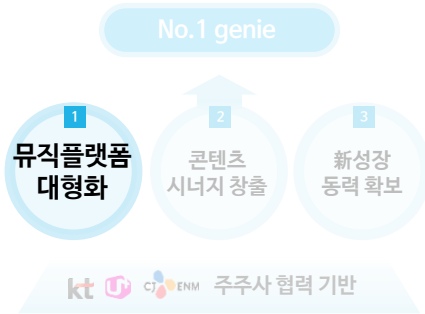 No.1 genie
1
2
3
뮤직플랫폼
대형화
콘텐츠
시너지 창출
新성장
동력 확보
kt U+ CJ ENM 주주사 협력 기반